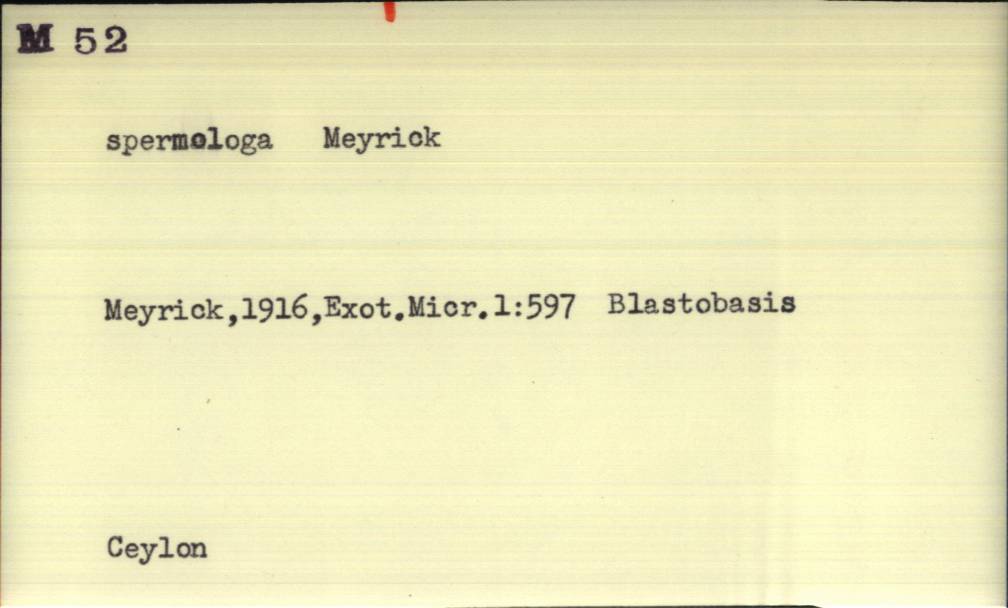 M 52
spermologa Meyrick
Meyrick,1916,Exot.Micr.1:597 Blastobasis
Ceylon